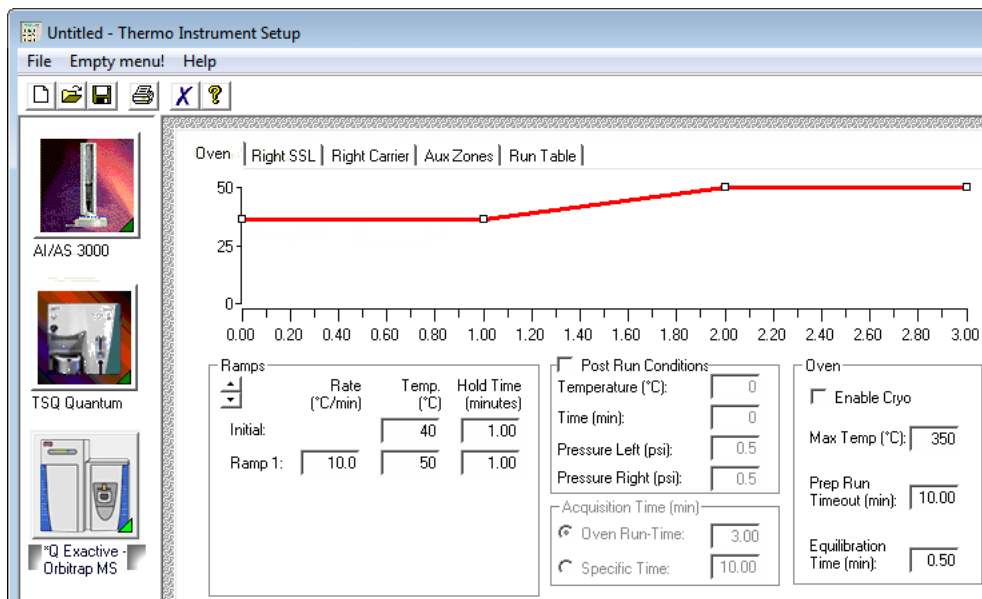 Untitled - Thermo Instrument Setup
File Empty menu! Help
AI/AS 3000
TSQ Quantum
*Q Exactive -
Orbitrap MS
Oven Right SSL Right Carrier Aux Zones Run Table
50
25
0
0.00 0.20 0.40 0.60 0.80 1.00 1.20 1.40 1.60 1.80 2.00 2.20 2.40 2.60 2.80 3.00
Ramps
Rate Temp. Hold Time
(°C/min) (°C) (minutes)
Initial: 40 1.00
Ramp 1: 10.0 50 1.00
Post Run Conditions
Temperature (°C): 0
Time (min): 0
Pressure Left (psi): 0.5
Pressure Right (psi): 0.5
Acquisition Time (min)
Oven Run-Time: 3.00
Specific Time: 10.00
Oven
Enable Cryo
Max Temp (°C): 350
Prep Run
Timeout (min): 10.00
Equilibration
Time (min): 0.50